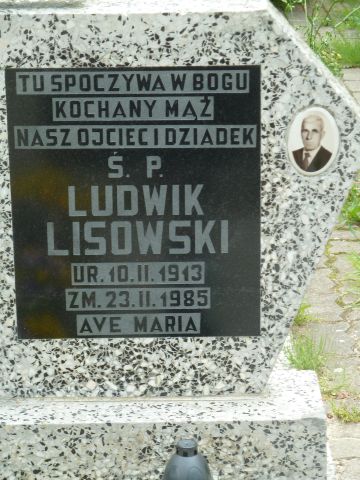 TU SPOCZYWA W BOGU
KOCHANY MĄŻ
NASZ OJCIEC I DZIADEK
Ś. P.
LUDWIK
LISOWSKI
UR. 10.II.1913
ZM. 23.II.1985
AVE MARIA